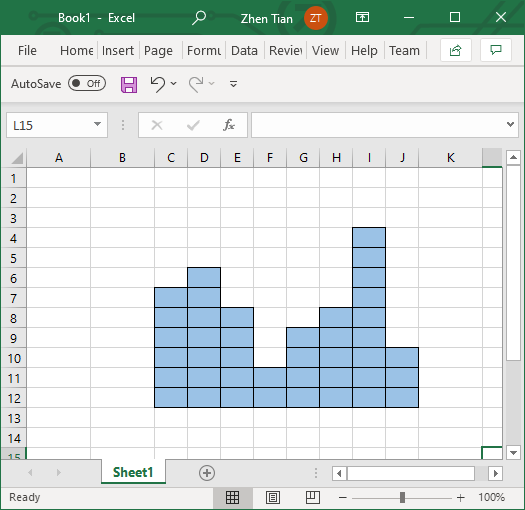 Book1 - Excel Zhen Tian ZT
File Home Insert Page Formu Data Review View Help Team
AutoSave Off
L15 fx
A B C D E F G H I J K
1
2
3
4
5
6
7
8
9
10
11
12
13
14
15
Sheet1
Ready 100%